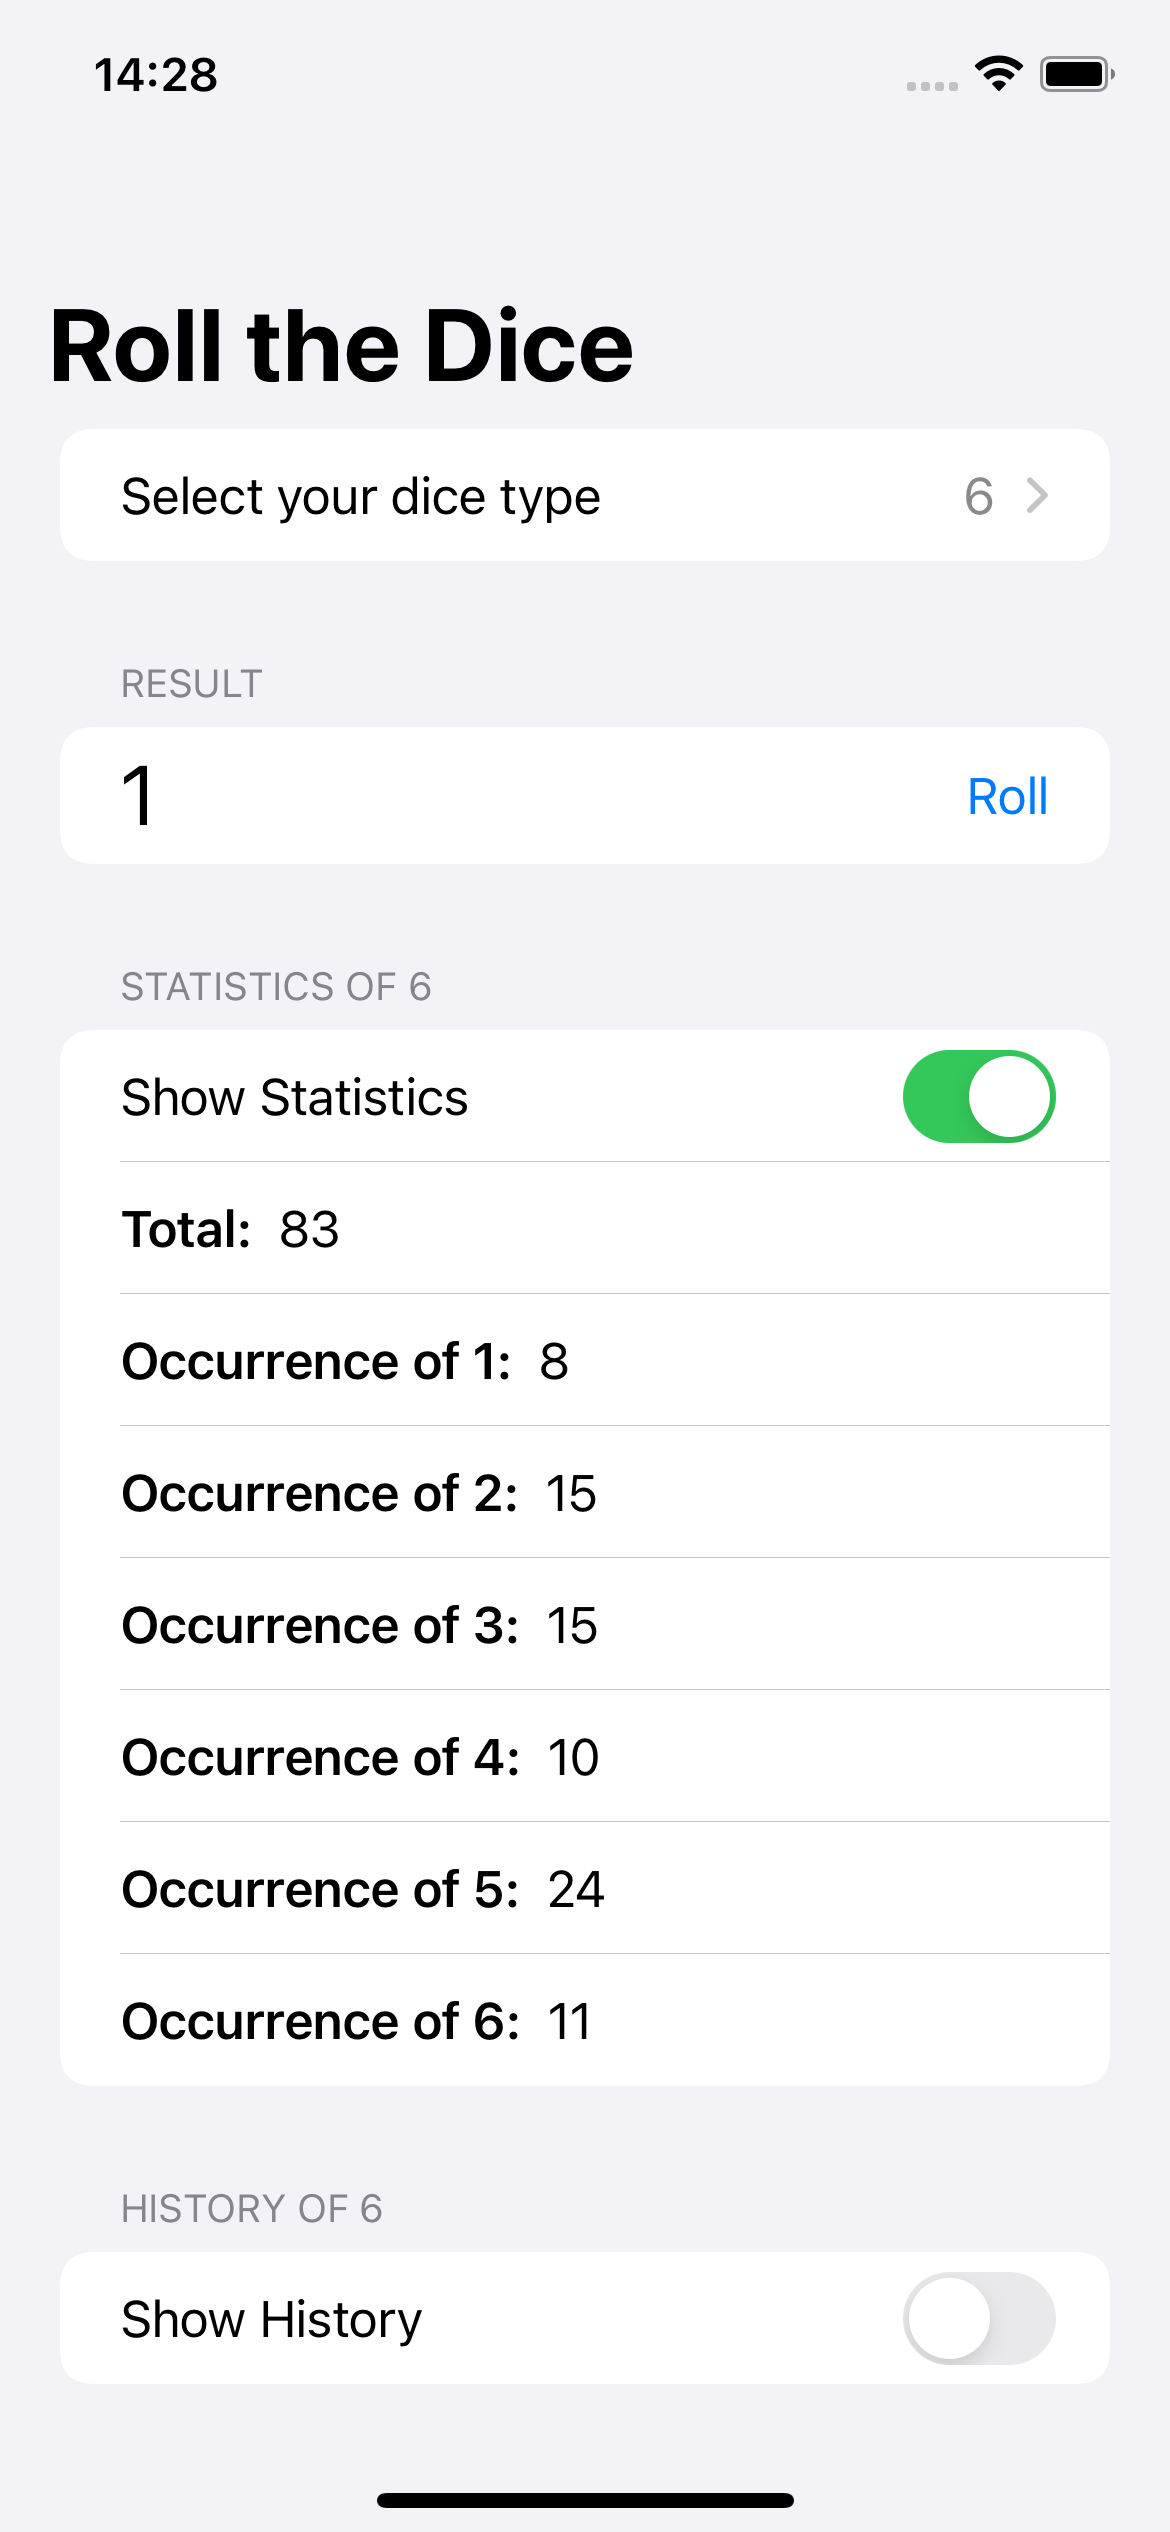 14:28
Roll the Dice
Select your dice type 6
RESULT
1 Roll
STATISTICS OF 6
Show Statistics
Total: 83
Occurrence of 1: 8
Occurrence of 2: 15
Occurrence of 3: 15
Occurrence of 4: 10
Occurrence of 5: 24
Occurrence of 6: 11
HISTORY OF 6
Show History